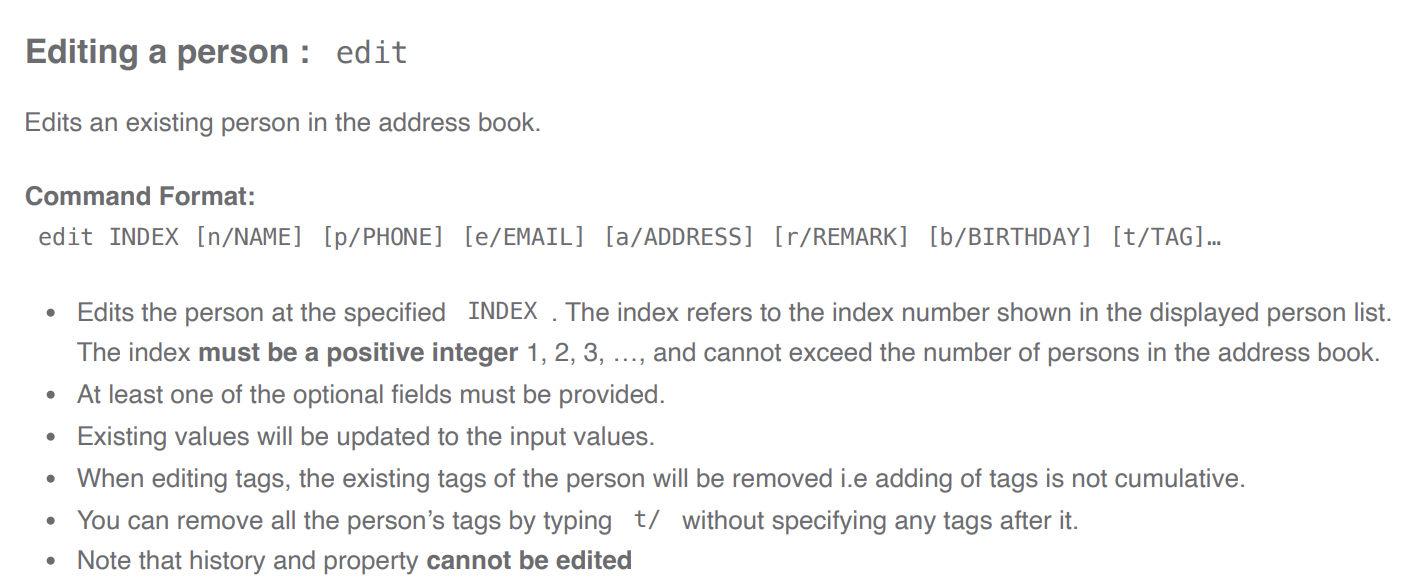 Editing a person : edit
Edits an existing person in the address book.
Command Format:
edit INDEX [n/NAME] [p/PHONE] [e/EMAIL] [a/ADDRESS] [r/REMARK] [b/BIRTHDAY] [t/TAG]…
• Edits the person at the specified INDEX . The index refers to the index number shown in the displayed person list.
The index must be a positive integer 1, 2, 3, …, and cannot exceed the number of persons in the address book.
• At least one of the optional fields must be provided.
• Existing values will be updated to the input values.
• When editing tags, the existing tags of the person will be removed i.e adding of tags is not cumulative.
• You can remove all the person’s tags by typing t/ without specifying any tags after it.
• Note that history and property cannot be edited